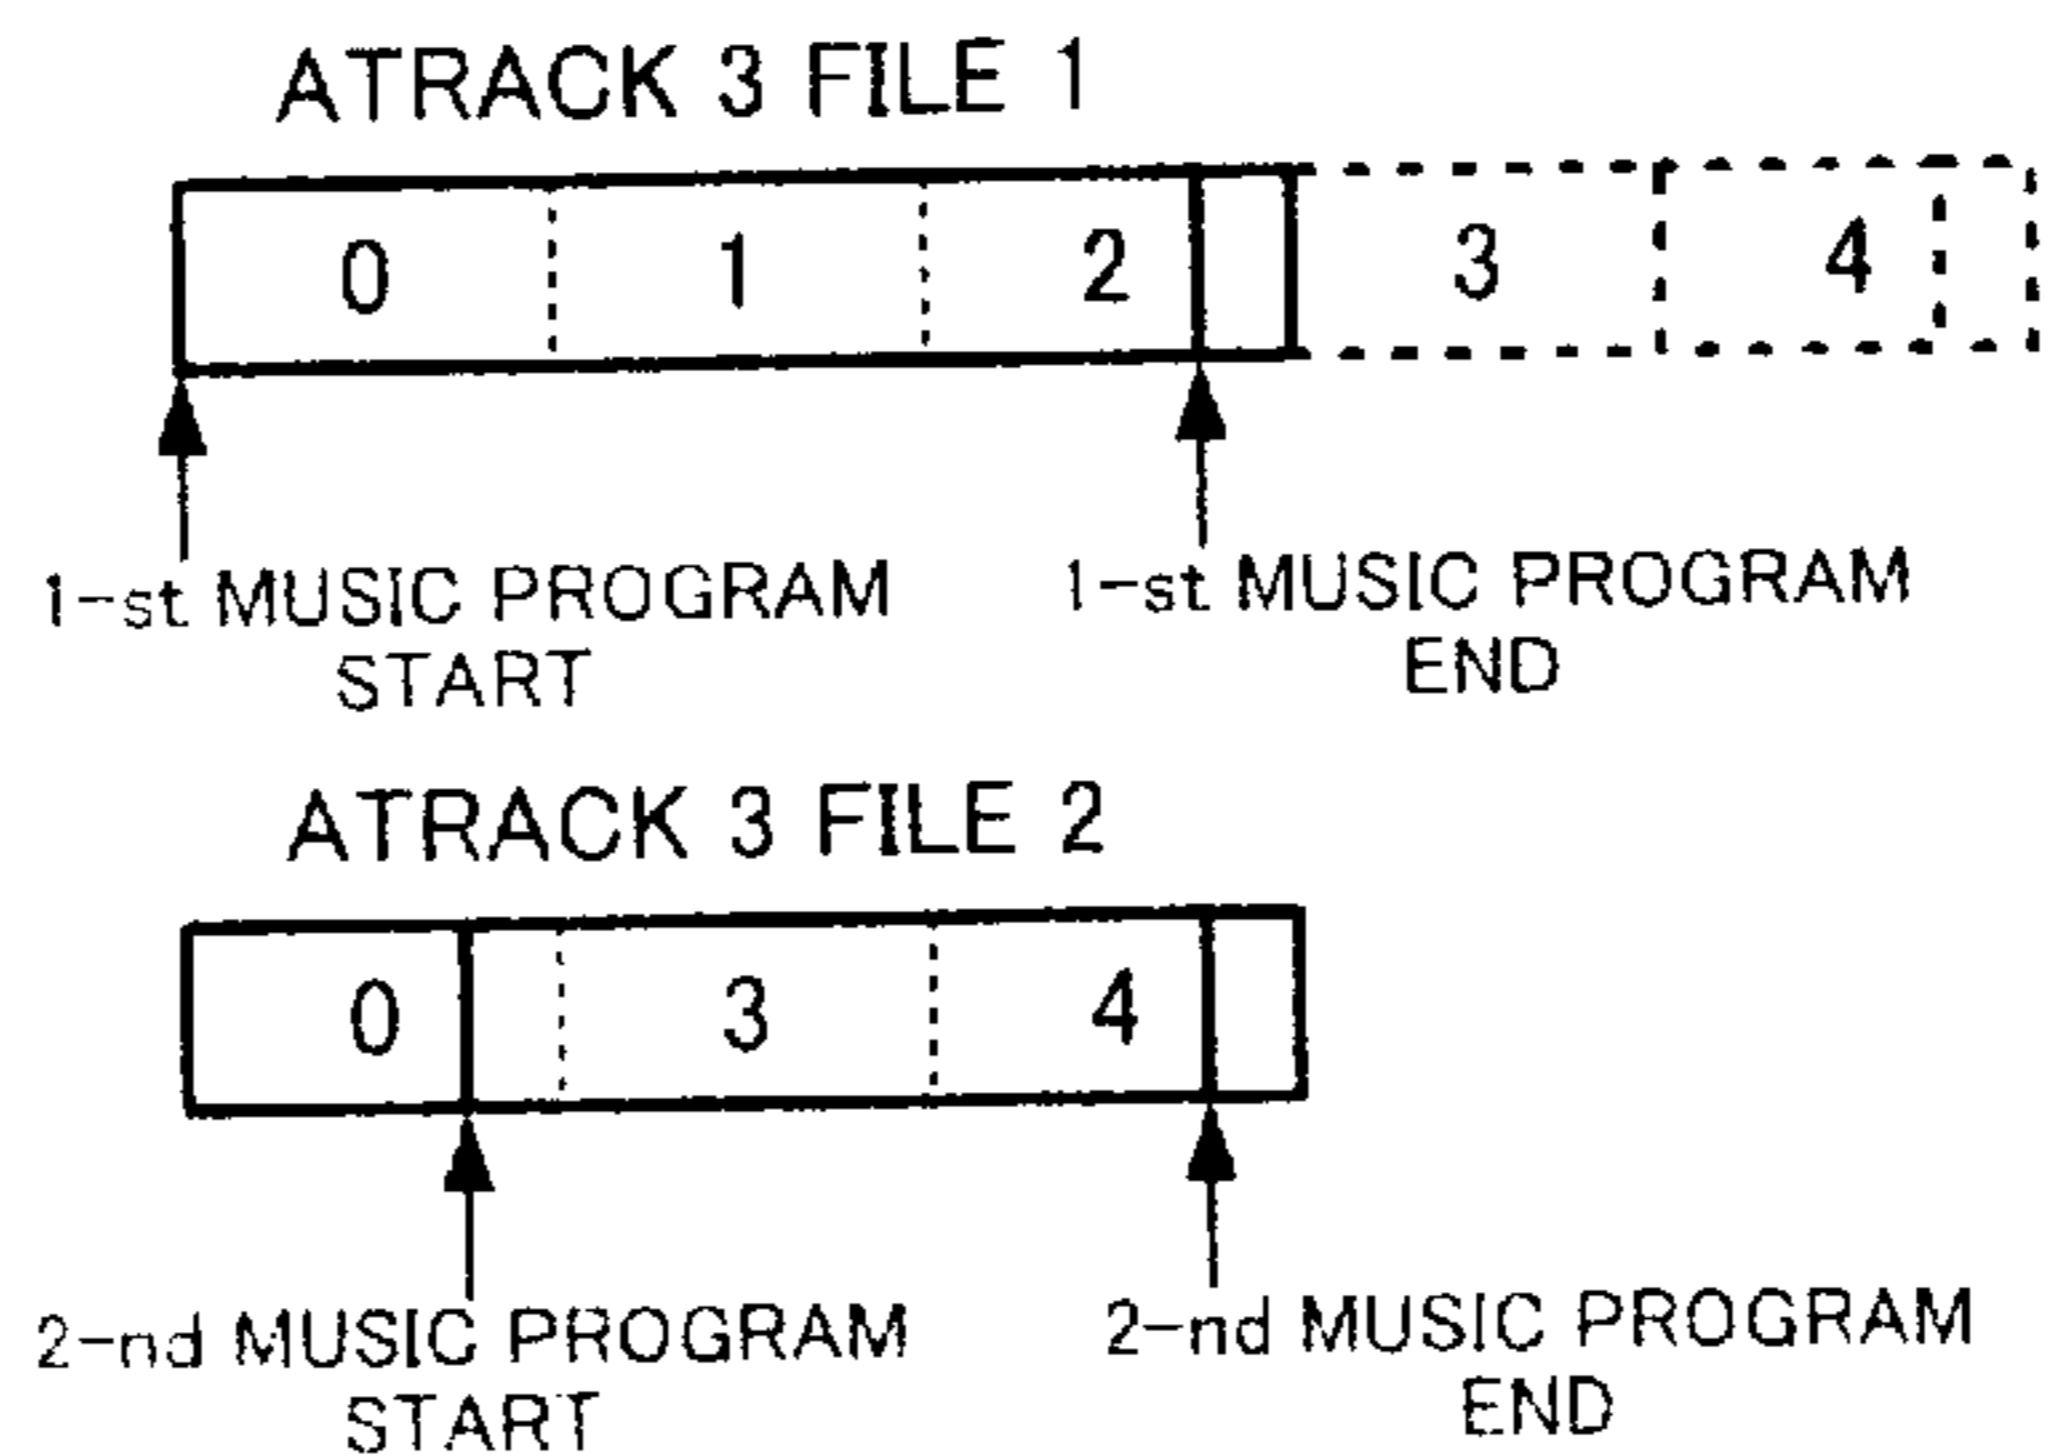 ATRACK 3 FILE 1
0 1 2 3 4
1-st MUSIC PROGRAM
START
1-st MUSIC PROGRAM
END
ATRACK 3 FILE 2
0 3 4
2-nd MUSIC PROGRAM
START
2-nd MUSIC PROGRAM
END